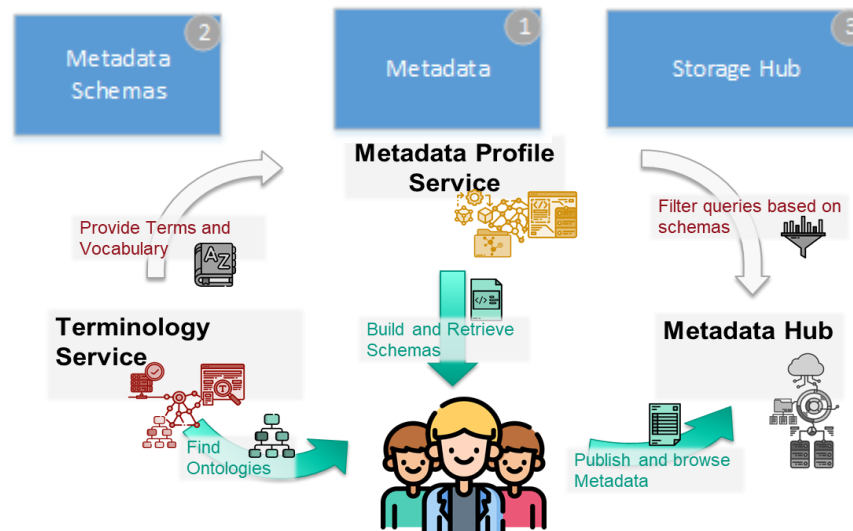 2
Metadata
Schemas
1
Metadata
3
Storage Hub
Metadata Profile
Service
Provide Terms and
Vocabulary
A
Z
Filter queries based on
schemas
</>
Build and Retrieve
Schemas
Terminology
Service
T
Metadata Hub
Find
Ontologies
Publish and browse
Metadata